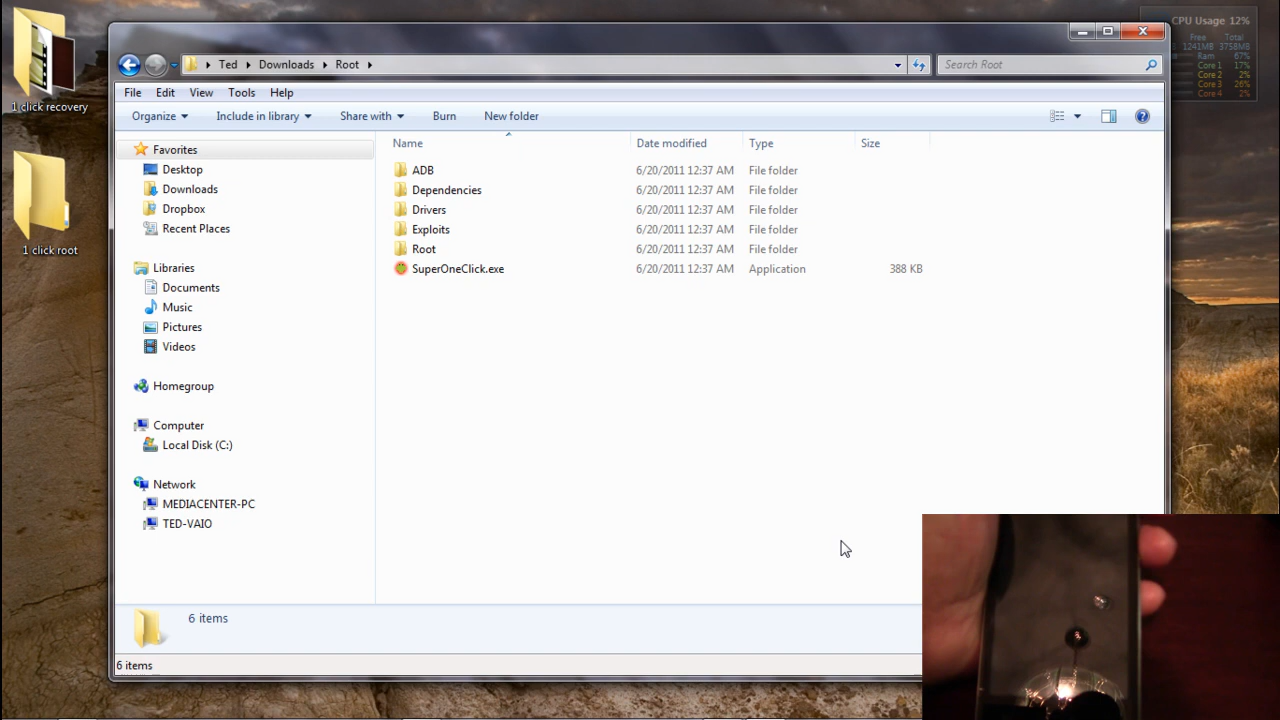 1 click recovery
1 click root
CPU Usage 12%
Free Total
1241MB 3758MB
Ram 67%
Core 1 17%
Core 2 2%
Core 3 26%
Core 4 2%
Ted Downloads Root
Search Root
File Edit View Tools Help
Organize Include in library Share with Burn New folder
Favorites
Desktop
Downloads
Dropbox
Recent Places
Libraries
Documents
Music
Pictures
Videos
Homegroup
Computer
Local Disk (C:)
Network
MEDIACENTER-PC
TED-VAIO
Name Date modified Type Size
ADB 6/20/2011 12:37 AM File folder
Dependencies 6/20/2011 12:37 AM File folder
Drivers 6/20/2011 12:37 AM File folder
Exploits 6/20/2011 12:37 AM File folder
Root 6/20/2011 12:37 AM File folder
SuperOneClick.exe 6/20/2011 12:37 AM Application 388 KB
6 items
6 items